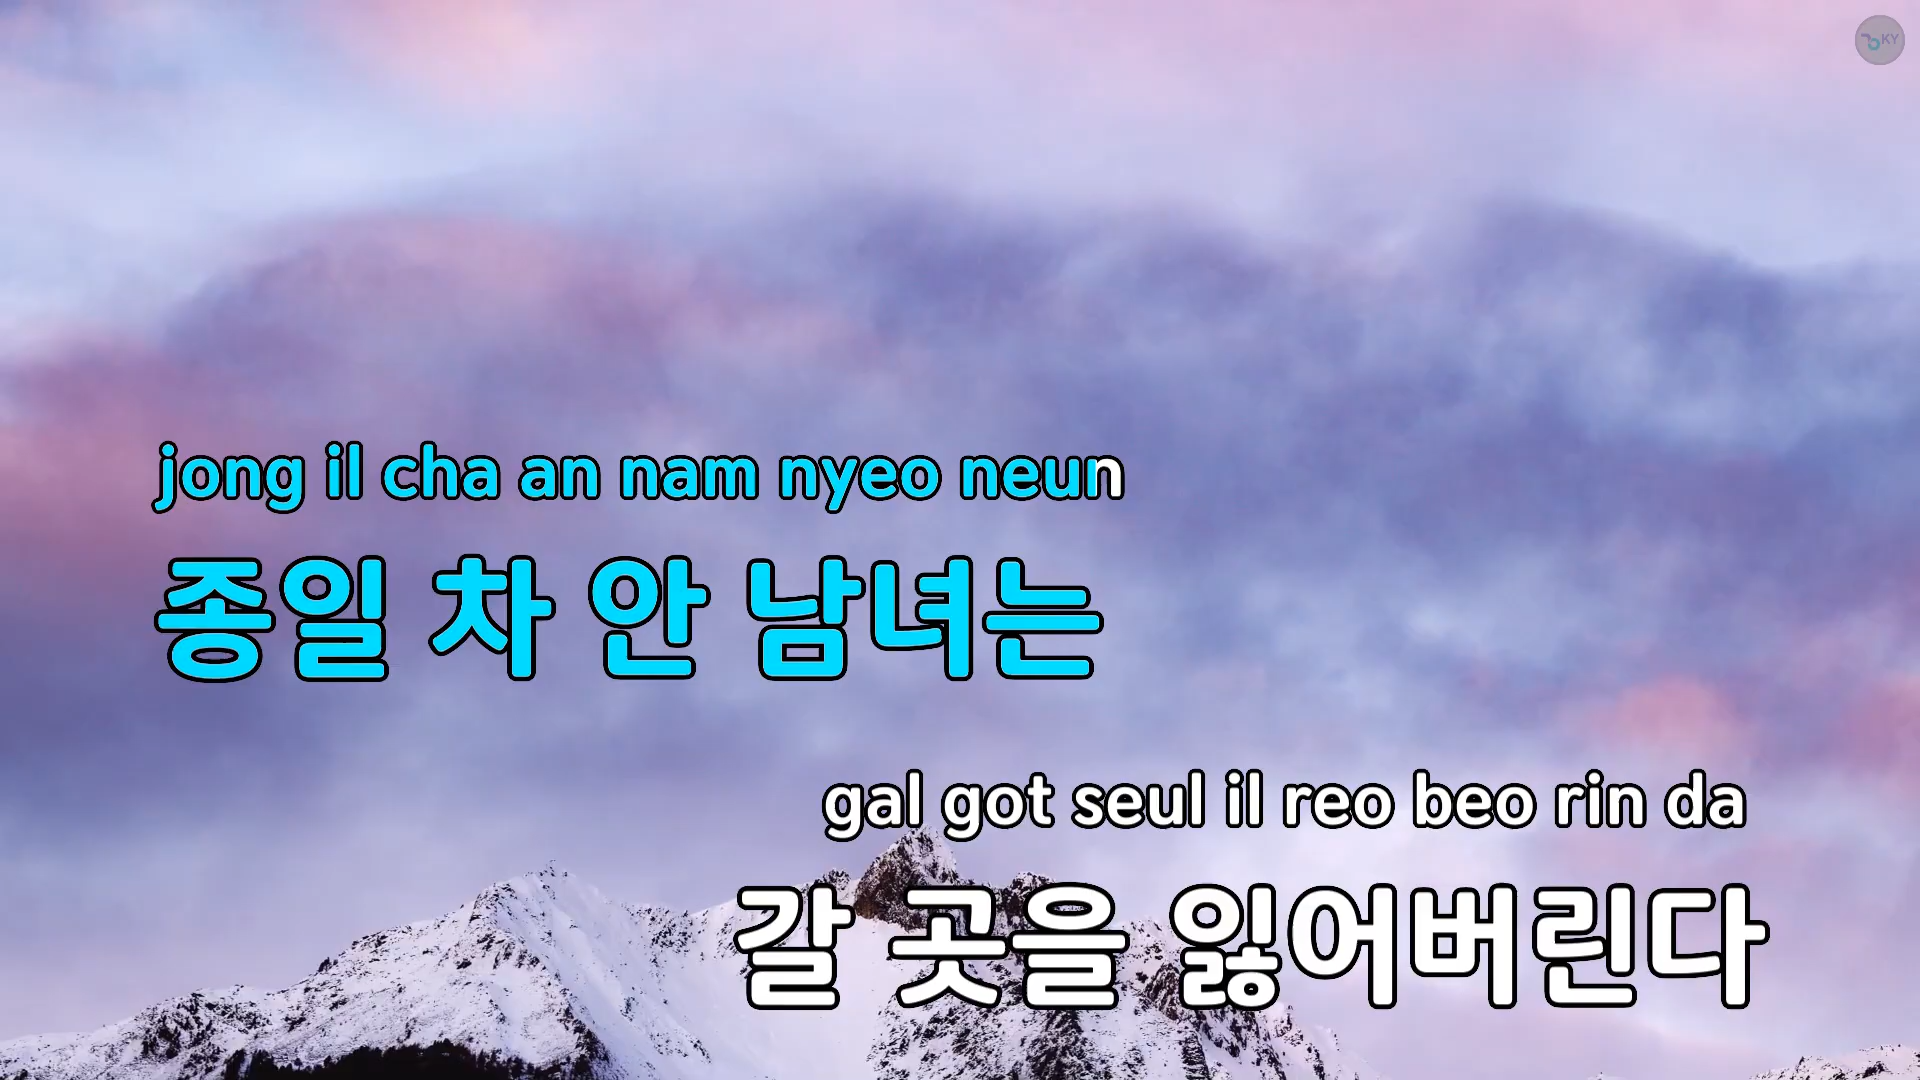 KY
jong il cha an nam nyeo neun
종일 차 안 남녀는
gal got seul il reo beo rin da
갈 곳을 잃어버린다